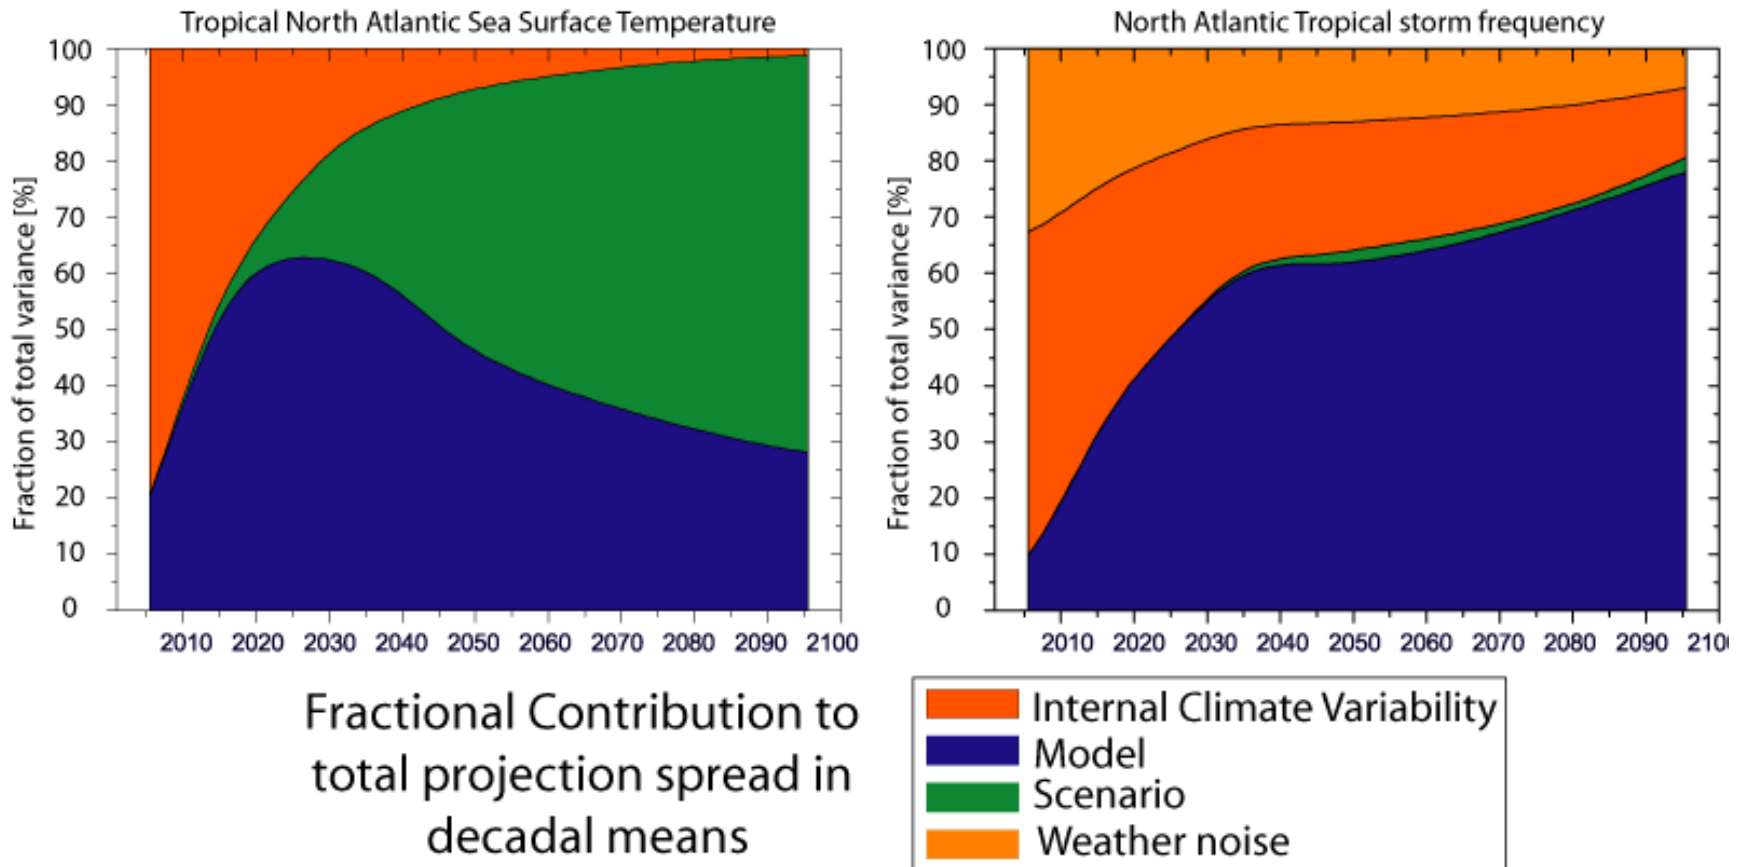 Tropical North Atlantic Sea Surface Temperature
Fraction of total variance [%]
100
90
80
70
60
50
40
30
20
10
0
2010 2020 2030 2040 2050 2060 2070 2080 2090 2100
North Atlantic Tropical storm frequency
Fraction of total variance [%]
100
90
80
70
60
50
40
30
20
10
0
2010 2020 2030 2040 2050 2060 2070 2080 2090 210
Fractional Contribution to
total projection spread in
decadal means
Internal Climate Variability
Model
Scenario
Weather noise